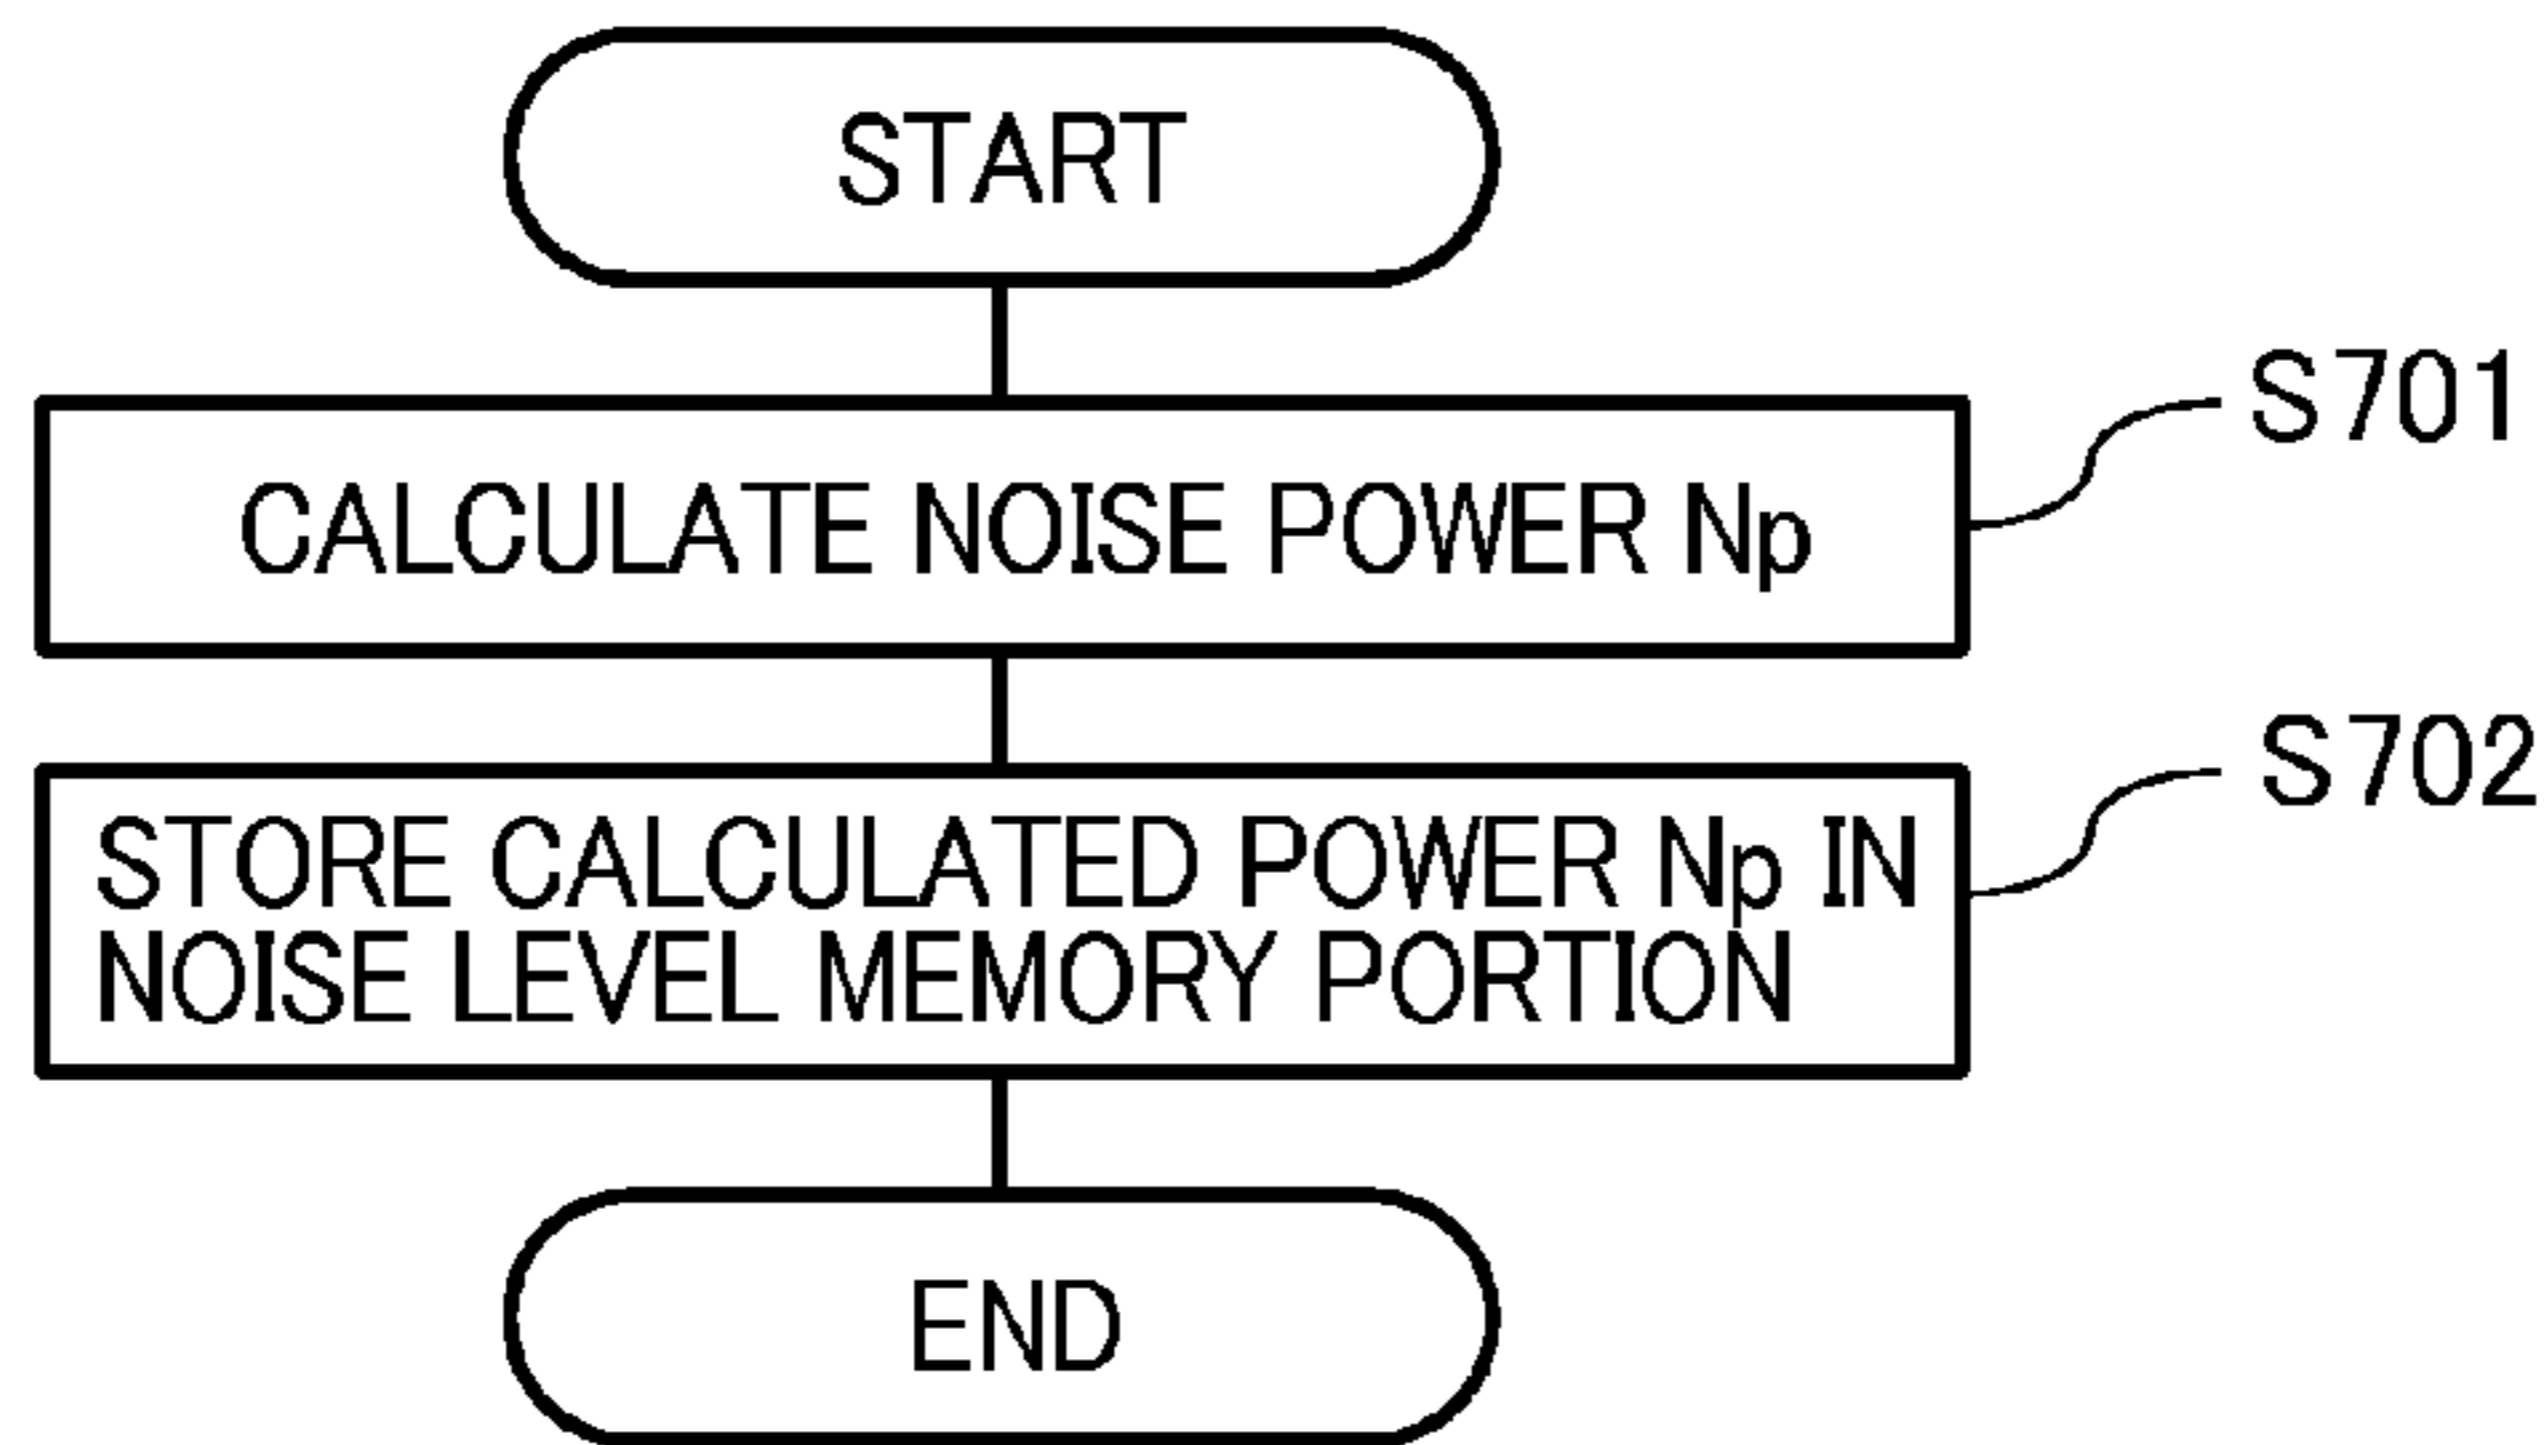 START
S701
CALCULATE NOISE POWER Np
S702
STORE CALCULATED POWER Np IN
NOISE LEVEL MEMORY PORTION
END